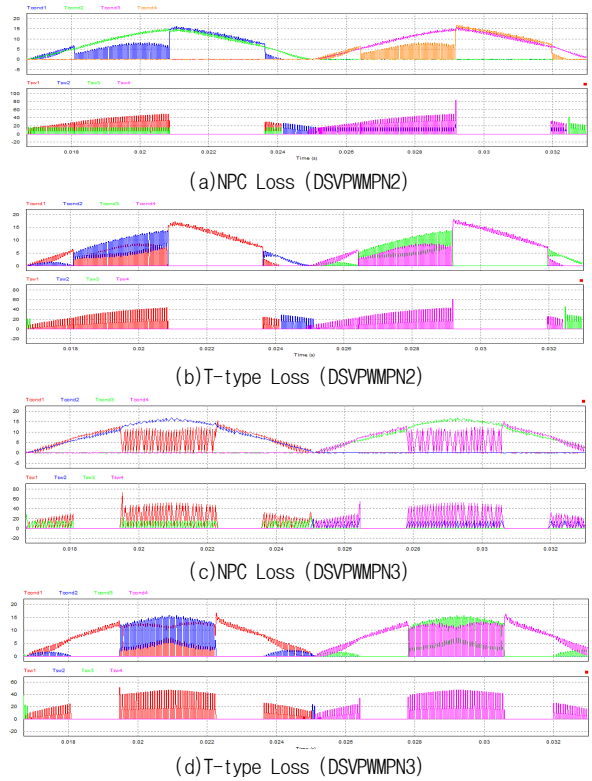 Tcond1 Tcond2 Tcond3 Tcond4
20
15
10
5
0
-5
Tsw1 Tsw2 Tsw3 Tsw4
100
80
60
40
20
0
-20
0.018 0.02 0.022 0.024 0.026 0.028 0.03 0.032
Time (s)
(a)NPC Loss (DSVPWMPN2)
Tcond1 Tcond2 Tcond3 Tcond4
20
15
10
5
0
Tsw1 Tsw2 Tsw3 Tsw4
80
60
40
20
0
-20
0.018 0.02 0.022 0.024 0.026 0.028 0.03 0.032
Time (s)
(b)T-type Loss (DSVPWMPN2)
Tcond1 Tcond2 Tcond3 Tcond4
20
15
10
5
0
-5
Tsw1 Tsw2 Tsw3 Tsw4
80
60
40
20
0
-20
0.018 0.02 0.022 0.024 0.026 0.028 0.03 0.032
(c)NPC Loss (DSVPWMPN3)
Tcond1 Tcond2 Tcond3 Tcond4
20
15
10
5
0
Tsw1 Tsw2 Tsw3 Tsw4
60
40
20
0
-20
0.018 0.02 0.022 0.024 0.026 0.028 0.03 0.032
(d)T-type Loss (DSVPWMPN3)